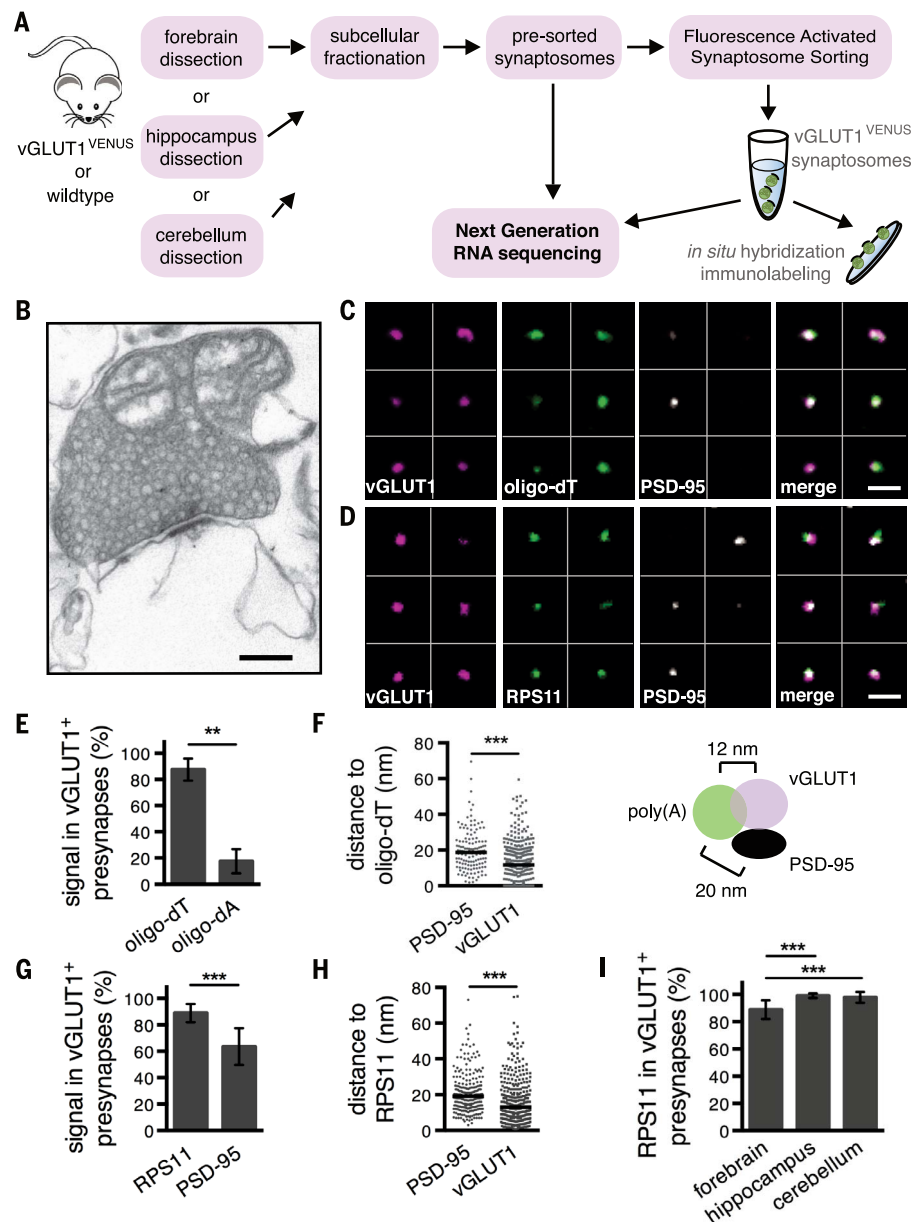 A
forebrain
dissection
or
hippocampus
dissection
or
cerebellum
dissection
vGLUT1VENUS
or
wildtype
subcellular
fractionation
pre-sorted
synaptosomes
Fluorescence Activated
Synaptosome Sorting
vGLUT1VENUS
synaptosomes
Next Generation
RNA sequencing
in situ hybridization
immunolabeling
B
C
vGLUT1
oligo-dT
PSD-95
merge
D
vGLUT1
RPS11
PSD-95
merge
E
signal in vGLUT1+
presynapses (%)
100
80
60
40
20
0
**
oligo-dT
oligo-dA
F
distance to
oligo-dT (nm)
80
60
40
20
0
***
PSD-95
vGLUT1
12 nm
vGLUT1
poly(A)
PSD-95
20 nm
G
signal in vGLUT1+
presynapses (%)
100
80
60
40
20
0
***
RPS11
PSD-95
H
distance to
RPS11 (nm)
80
60
40
20
0
***
PSD-95
vGLUT1
I
RPS11 in vGLUT1+
presynapses (%)
100
80
60
40
20
0
***
***
forebrain
hippocampus
cerebellum